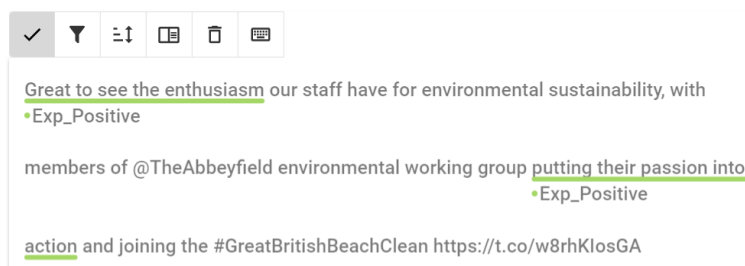 Great to see the enthusiasm our staff have for environmental sustainability, with
Exp_Positive
members of @TheAbbeyfield environmental working group putting their passion into
Exp_Positive
action and joining the #GreatBritishBeachClean https://t.co/w8rhKIosGA